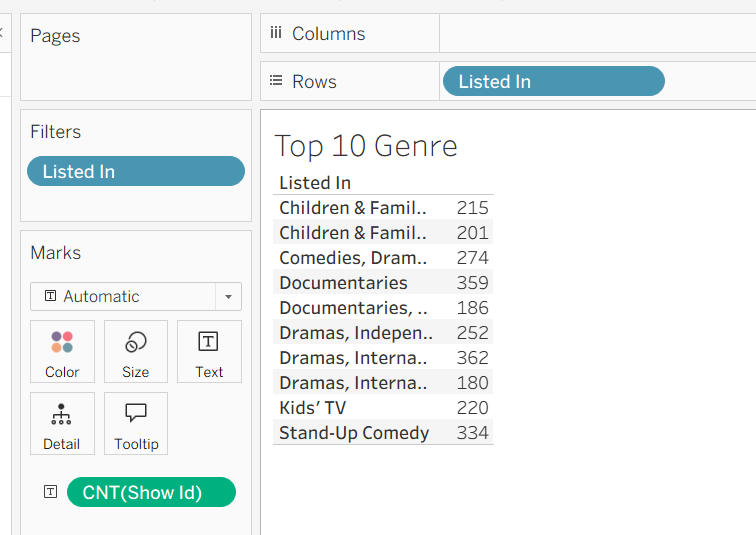 Pages
Columns
Rows
Listed In
Filters
Listed In
Marks
Automatic
Color
Size
Text
Detail
Tooltip
CNT(Show Id)
Top 10 Genre
Listed In
Children & Famil.. 215
Children & Famil.. 201
Comedies, Dram.. 274
Documentaries 359
Documentaries, .. 186
Dramas, Indepen.. 252
Dramas, Interna.. 362
Dramas, Interna.. 180
Kids’ TV 220
Stand-Up Comedy 334